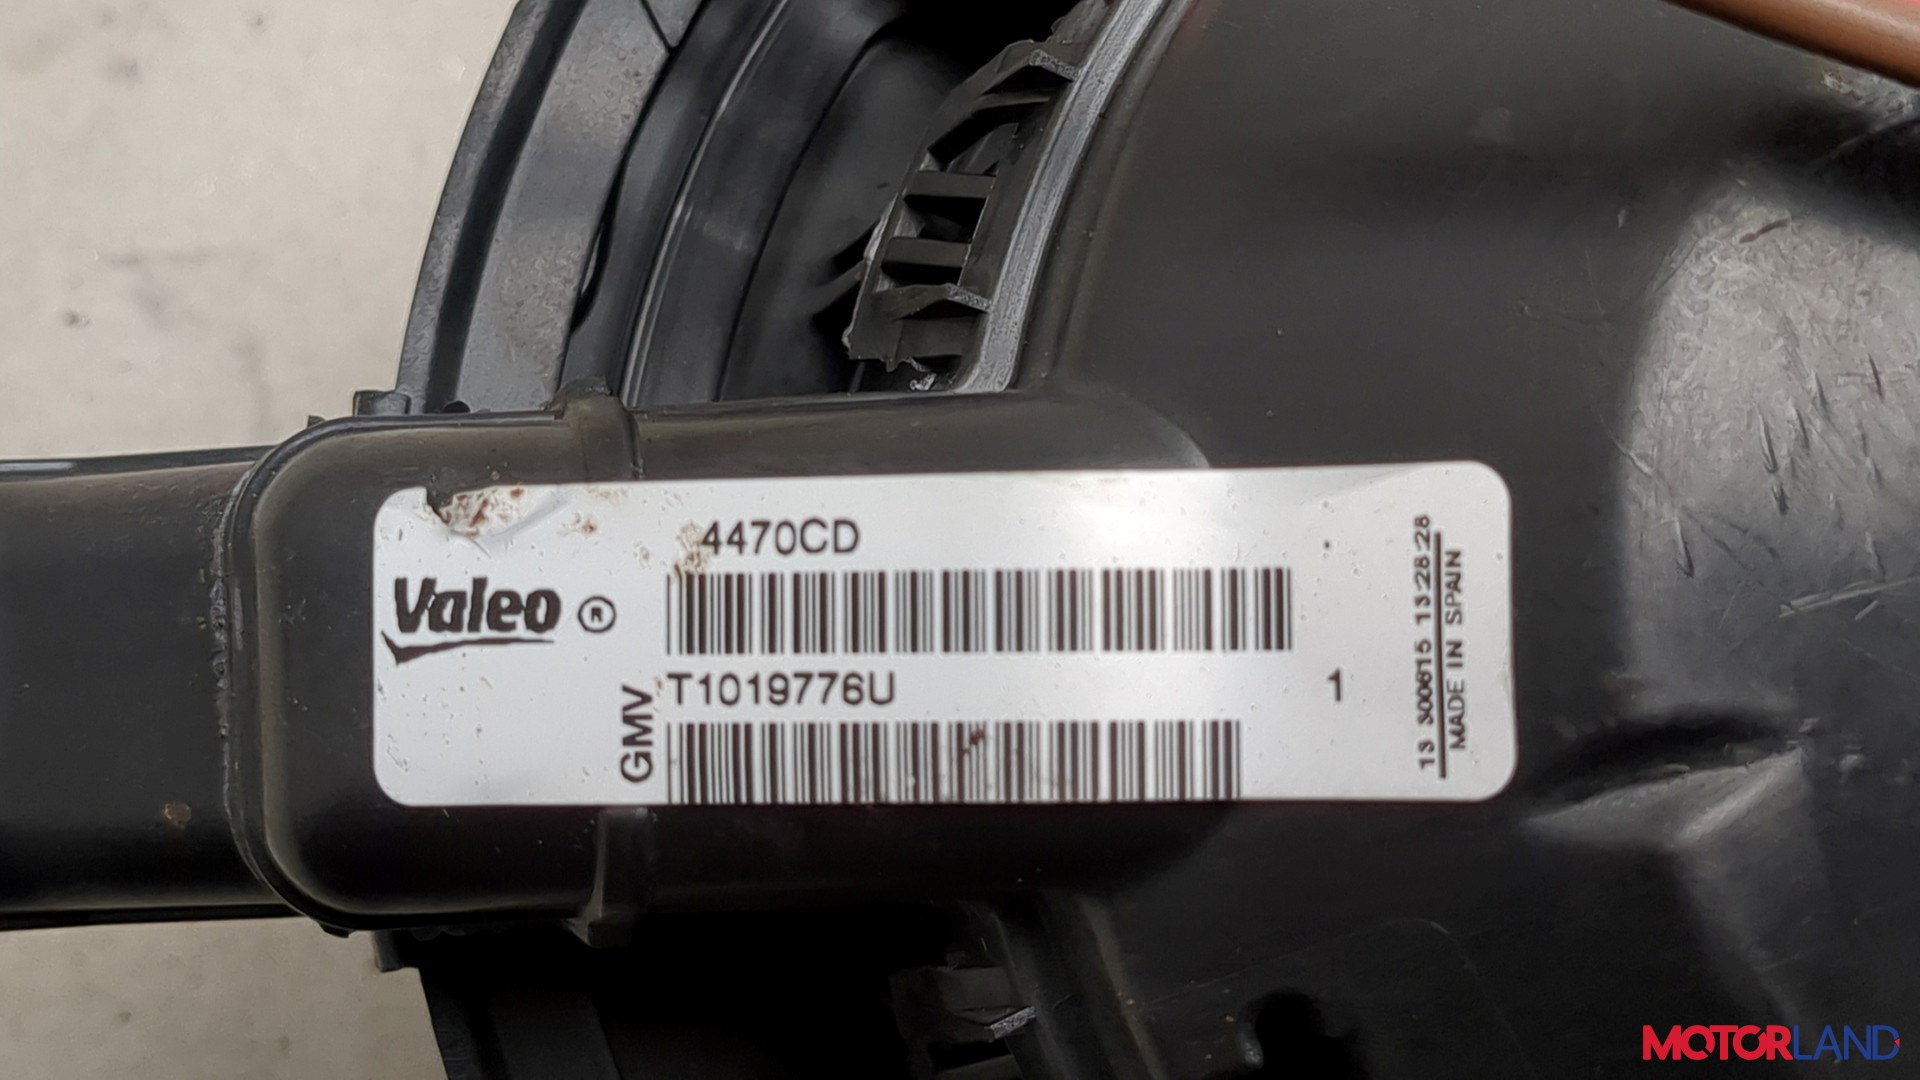 4470CD
Valeo ®
T1019776U
GMV
1
13 300615 13:28:28
MADE IN SPAIN
MOTORLAND